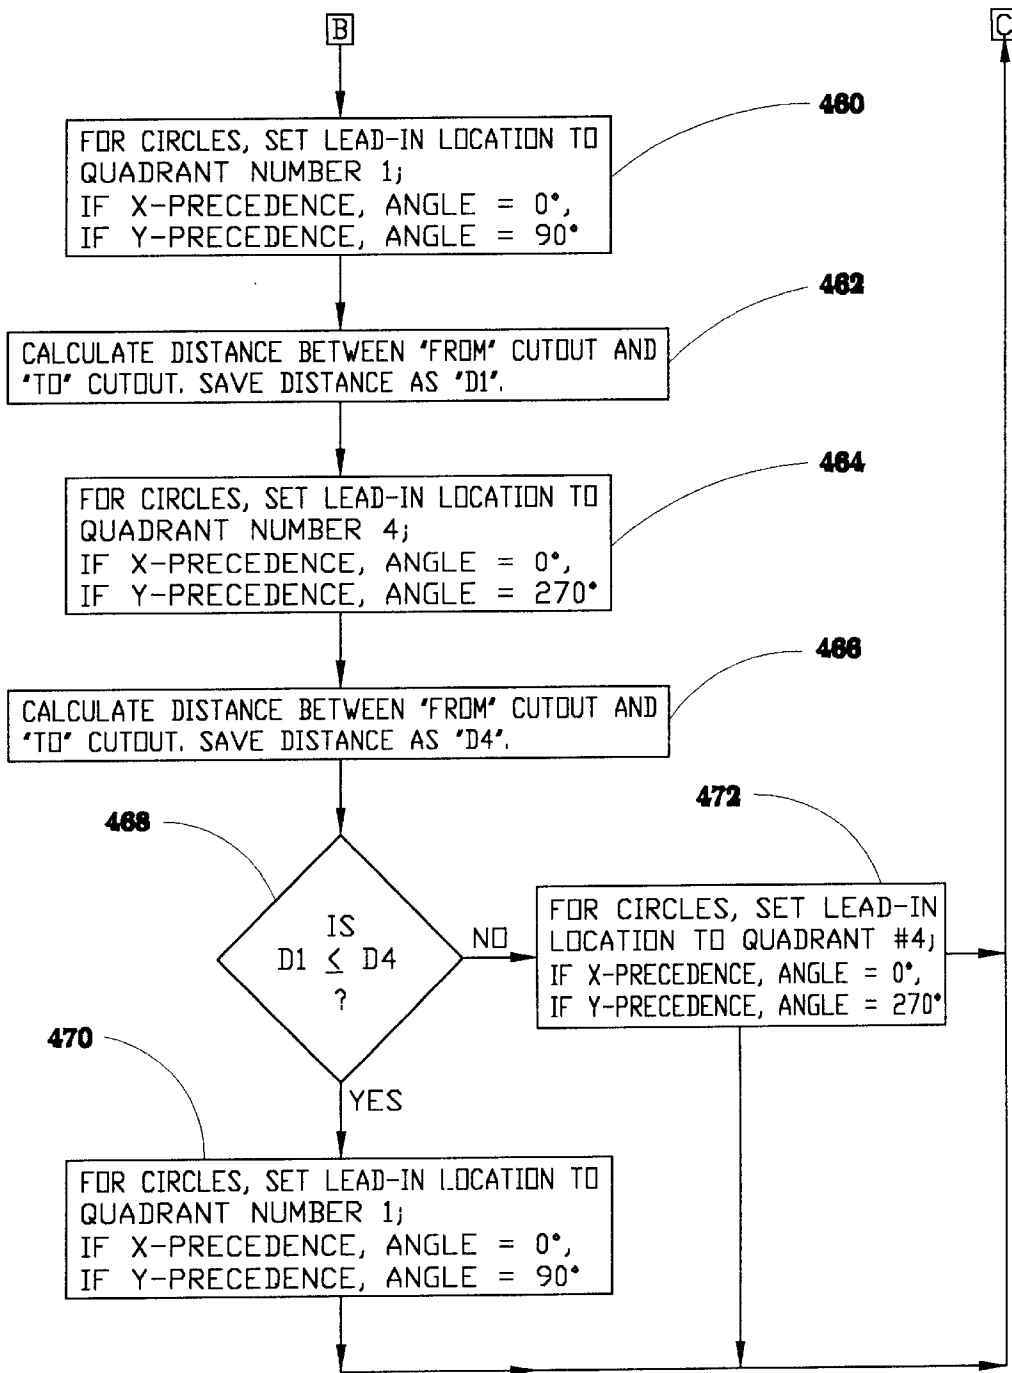 B
C
460
FOR CIRCLES, SET LEAD-IN LOCATION TO
QUADRANT NUMBER 1;
IF X-PRECEDENCE, ANGLE = 0°,
IF Y-PRECEDENCE, ANGLE = 90°
462
CALCULATE DISTANCE BETWEEN "FROM" CUTOUT AND
"TO" CUTOUT. SAVE DISTANCE AS "D1".
464
FOR CIRCLES, SET LEAD-IN LOCATION TO
QUADRANT NUMBER 4;
IF X-PRECEDENCE, ANGLE = 0°,
IF Y-PRECEDENCE, ANGLE = 270°
466
CALCULATE DISTANCE BETWEEN "FROM" CUTOUT AND
"TO" CUTOUT. SAVE DISTANCE AS "D4".
468
IS
D1 ≤ D4
?
NO
472
FOR CIRCLES, SET LEAD-IN
LOCATION TO QUADRANT #4;
IF X-PRECEDENCE, ANGLE = 0°,
IF Y-PRECEDENCE, ANGLE = 270°
YES
470
FOR CIRCLES, SET LEAD-IN LOCATION TO
QUADRANT NUMBER 1;
IF X-PRECEDENCE, ANGLE = 0°,
IF Y-PRECEDENCE, ANGLE = 90°